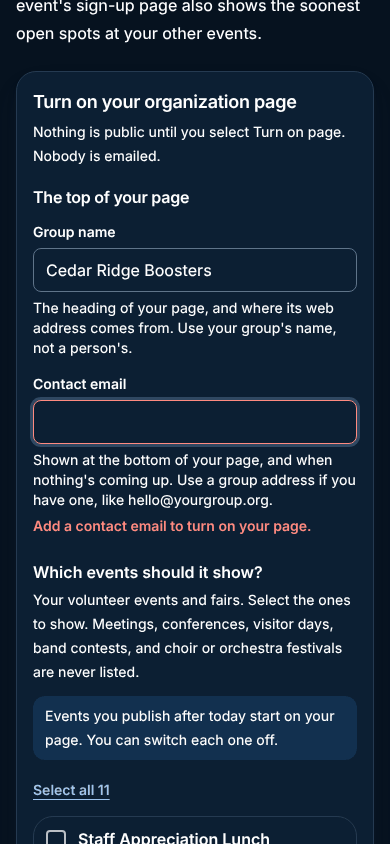 event's sign-up page also shows the soonest
open spots at your other events.
Turn on your organization page
Nothing is public until you select Turn on page.
Nobody is emailed.
The top of your page
Group name
Cedar Ridge Boosters
The heading of your page, and where its web
address comes from. Use your group's name,
not a person's.
Contact email
Shown at the bottom of your page, and when
nothing's coming up. Use a group address if you
have one, like hello@yourgroup.org.
Add a contact email to turn on your page.
Which events should it show?
Your volunteer events and fairs. Select the ones
to show. Meetings, conferences, visitor days,
band contests, and choir or orchestra festivals
are never listed.
Events you publish after today start on your
page. You can switch each one off.
Select all 11
Staff Appreciation Lunch